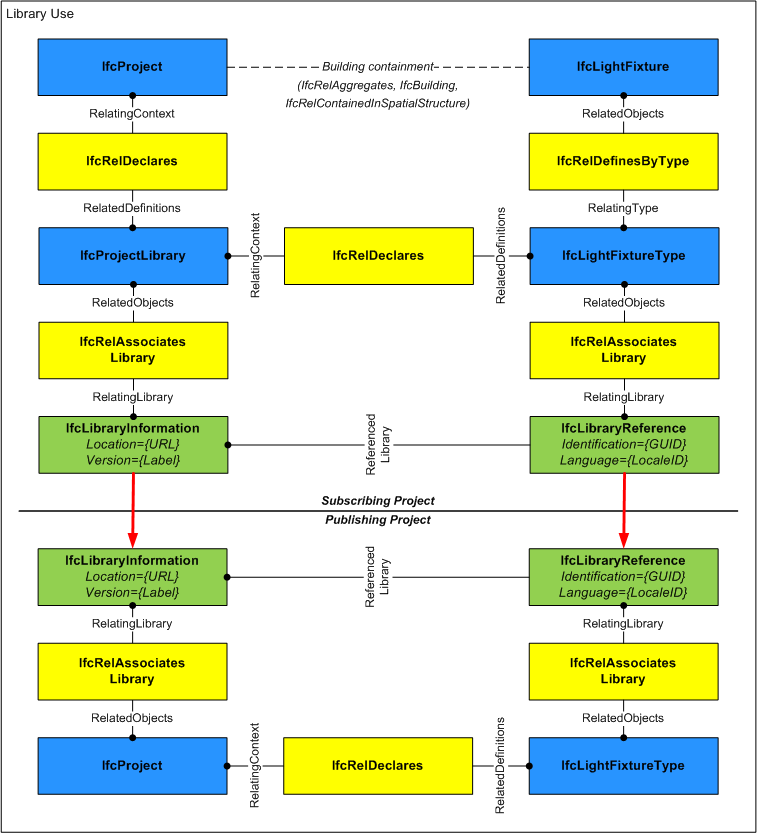 Library Use
IfcProject
Building containment
(IfcRelAggregates, IfcBuilding,
IfcRelContainedInSpatialStructure)
IfcLightFixture
RelatingContext
RelatedObjects
IfcRelDeclares
IfcRelDefinesByType
RelatedDefinitions
RelatingType
IfcProjectLibrary
RelatingContext
IfcRelDeclares
RelatedDefinitions
IfcLightFixtureType
RelatedObjects
RelatedObjects
IfcRelAssociates
Library
IfcRelAssociates
Library
RelatingLibrary
RelatingLibrary
IfcLibraryInformation
Location={URL}
Version={Label}
Referenced
Library
IfcLibraryReference
Identification={GUID}
Language={LocaleID}
Subscribing Project
Publishing Project
IfcLibraryInformation
Location={URL}
Version={Label}
Referenced
Library
IfcLibraryReference
Identification={GUID}
Language={LocaleID}
RelatingLibrary
RelatingLibrary
IfcRelAssociates
Library
IfcRelAssociates
Library
RelatedObjects
RelatedObjects
IfcProject
RelatingContext
IfcRelDeclares
RelatedDefinitions
IfcLightFixtureType